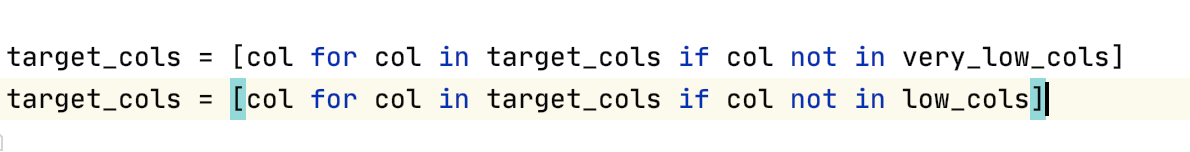 target_cols = [col for col in target_cols if col not in very_low_cols]
target_cols = [col for col in target_cols if col not in low_cols]